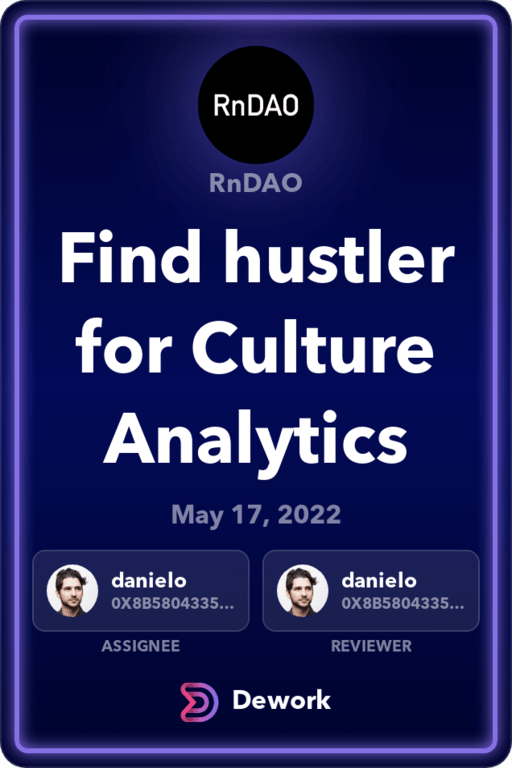 RnDAO
RnDAO
Find hustler
for Culture
Analytics
May 17, 2022
danielo
0X8B5804335...
ASSIGNEE
danielo
0X8B5804335...
REVIEWER
Dework